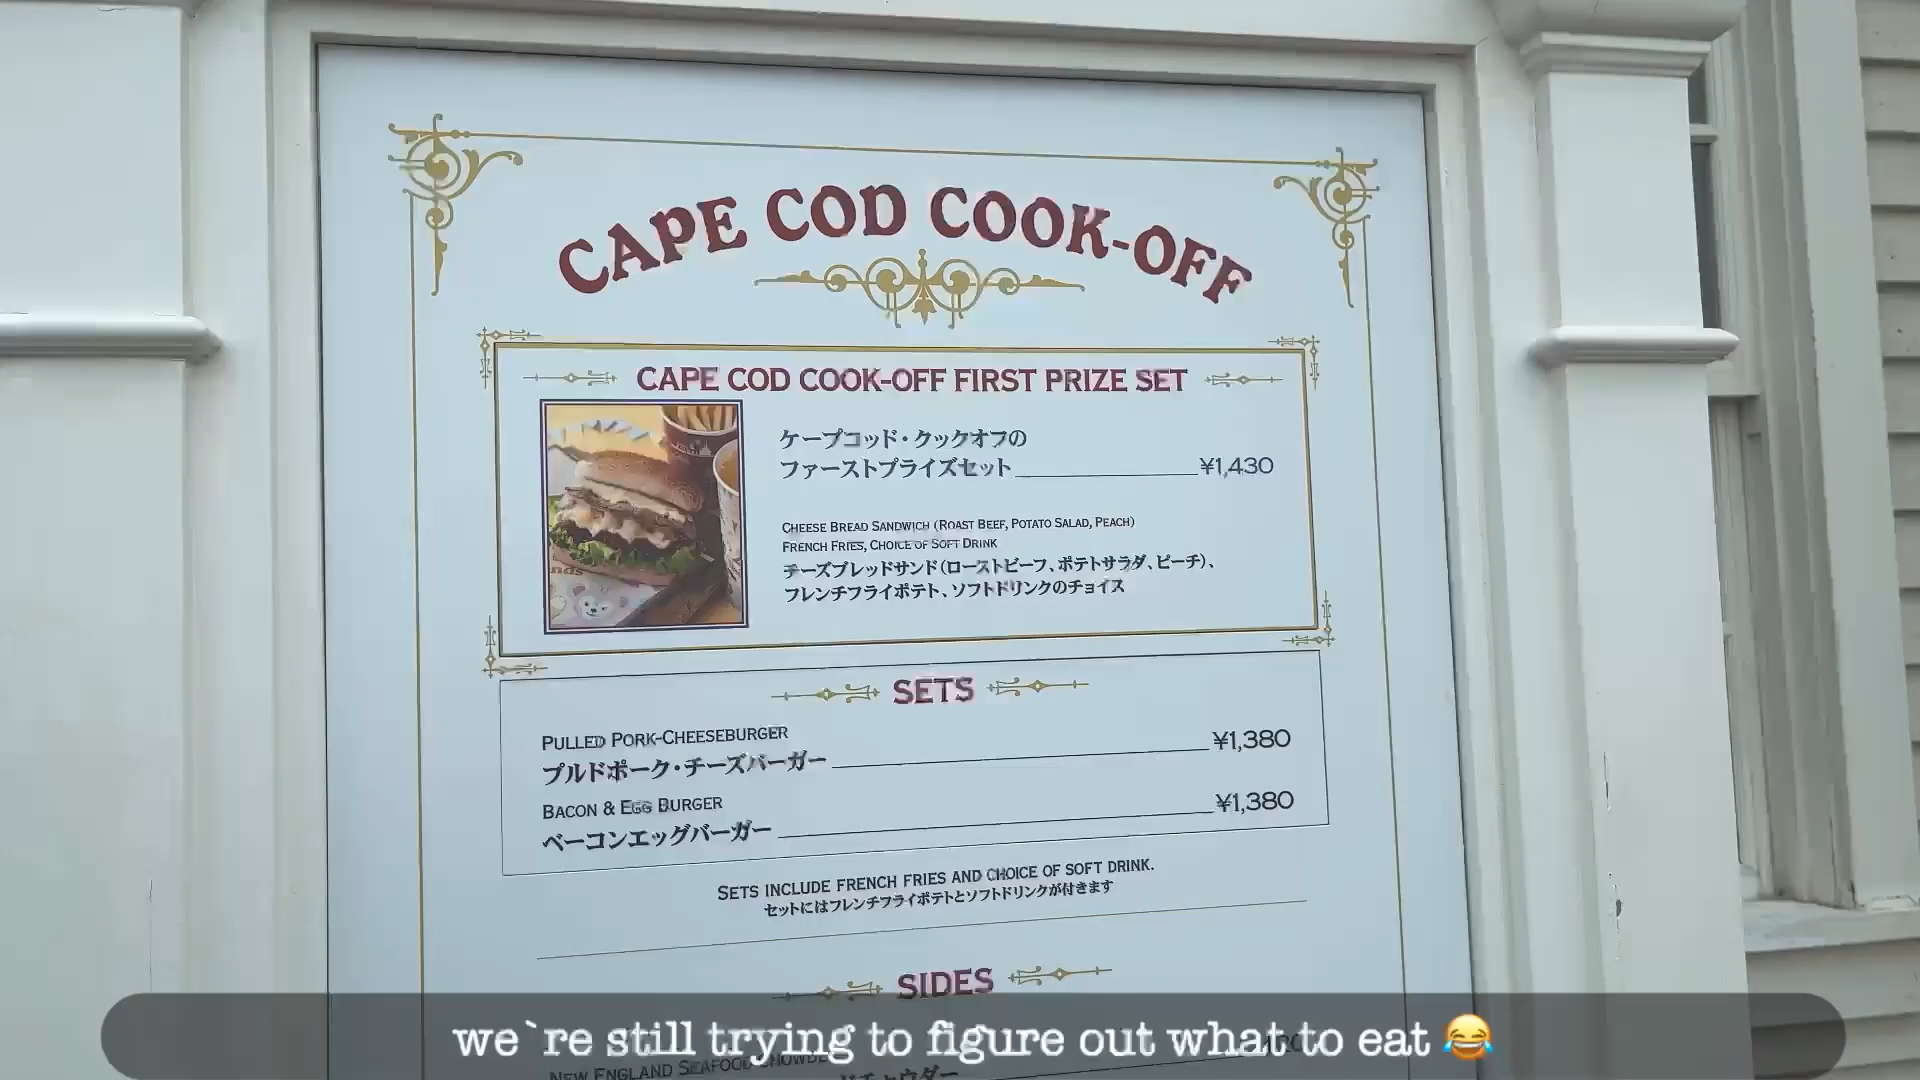 CAPE COD COOK-OFF
CAPE COD COOK-OFF FIRST PRIZE SET
ケープコッド・クックオフの
ファーストプライズセット ¥1,430
CHEESE BREAD SANDWICH (ROAST BEEF, POTATO SALAD, PEACH)
FRENCH FRIES, CHOICE OF SOFT DRINK
チーズブレッドサンド(ローストビーフ、ポテトサラダ、ピーチ)、
フレンチフライポテト、ソフトドリンクのチョイス
SETS
PULLED PORK-CHEESEBURGER
プルドポーク・チーズバーガー ¥1,380
BACON & EGG BURGER
ベーコンエッグバーガー ¥1,380
SETS INCLUDE FRENCH FRIES AND CHOICE OF SOFT DRINK.
セットにはフレンチフライポテトとソフトドリンクが付きます
SIDES
we`re still trying to figure out what to eat 😂
NEW ENGLAND SEAFOOD CHOWDER